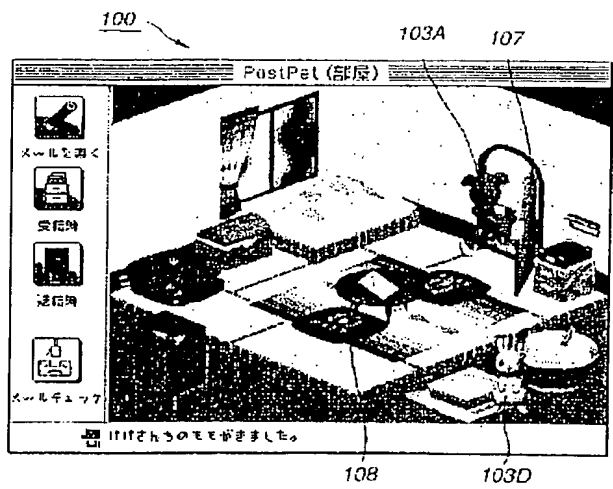 100
103A
107
PostPet (部屋)
メールを書く
受信簿
送信簿
メールチェック
けけさんちのモモがきました。
108
103D